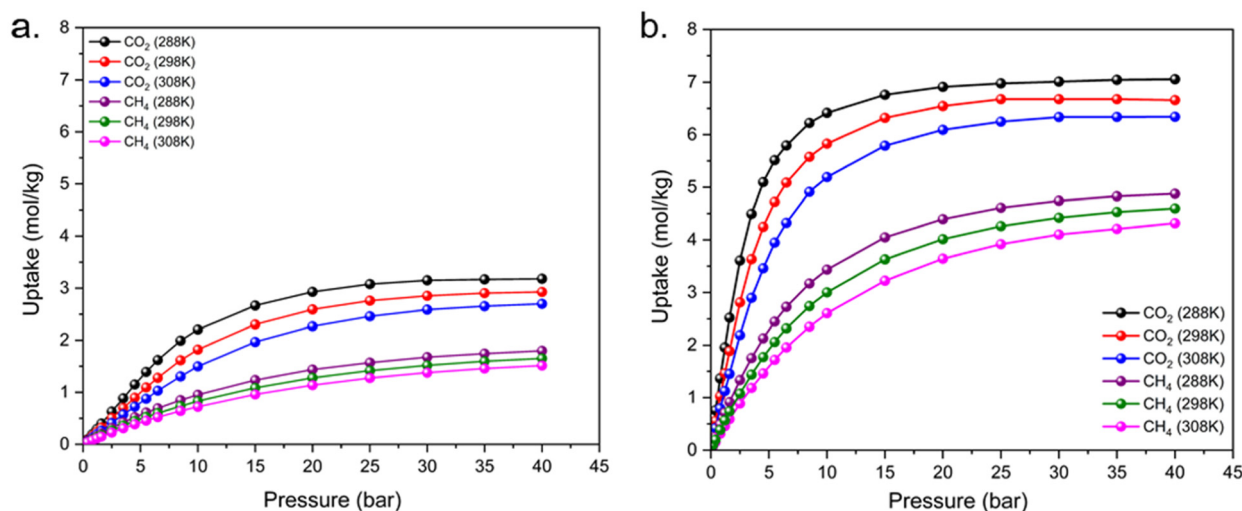 a.
8
7
6
5
4
3
2
1
0
Uptake (mol/kg)
CO₂ (288K)
CO₂ (298K)
CO₂ (308K)
CH₄ (288K)
CH₄ (298K)
CH₄ (308K)
0 5 10 15 20 25 30 35 40 45
Pressure (bar)
b.
8
7
6
5
4
3
2
1
0
Uptake (mol/kg)
CO₂ (288K)
CO₂ (298K)
CO₂ (308K)
CH₄ (288K)
CH₄ (298K)
CH₄ (308K)
0 5 10 15 20 25 30 35 40 45
Pressure (bar)